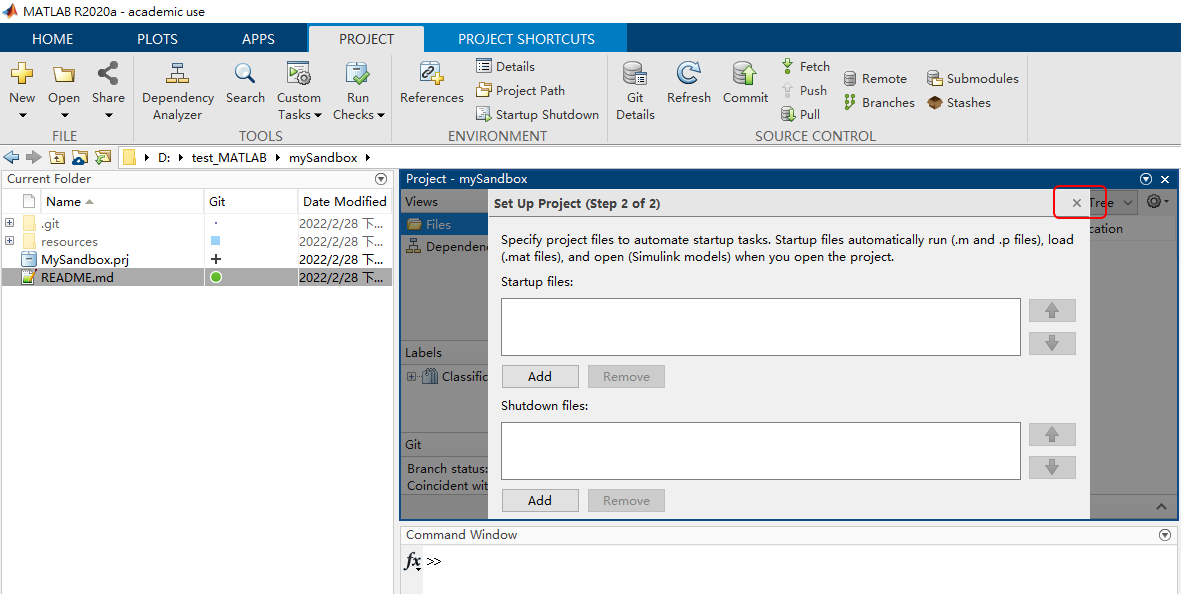 MATLAB R2020a - academic use
HOME PLOTS APPS PROJECT PROJECT SHORTCUTS
New Open Share
FILE
Dependency Analyzer Search Custom Tasks Run Checks
TOOLS
References Details
Project Path
Startup Shutdown
ENVIRONMENT
Git Details Refresh Commit Fetch
Push
Pull
Remote
Branches
Submodules
Stashes
SOURCE CONTROL
D: test_MATLAB mySandbox
Current Folder
Name Git Date Modified
.git 2022/2/28 下...
resources 2022/2/28 下...
MySandbox.prj 2022/2/28 下...
README.md 2022/2/28 下...
Project - mySandbox
Views
Files
Dependen
Labels
Classific
Git
Branch status:
Coincident wit
Tree
cation
Set Up Project (Step 2 of 2)
Specify project files to automate startup tasks. Startup files automatically run (.m and .p files), load
(.mat files), and open (Simulink models) when you open the project.
Startup files:
Add Remove
Shutdown files:
Add Remove
Command Window
fx >>